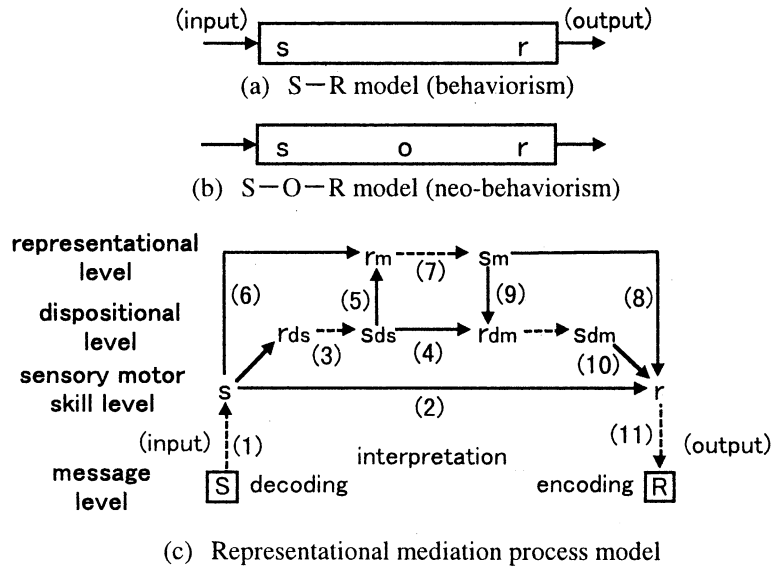 (input) (output)
s r
(a) S－R model (behaviorism)
s o r
(b) S－O－R model (neo-behaviorism)
representational
level
rm (7) sm
(6) (5) (9) (8)
dispositional
level
rds (3) sds (4) rdm sdm
(10)
sensory motor
skill level
s (2) r
(input) (1) (11) (output)
interpretation
message
level
S decoding encoding R
(c) Representational mediation process model